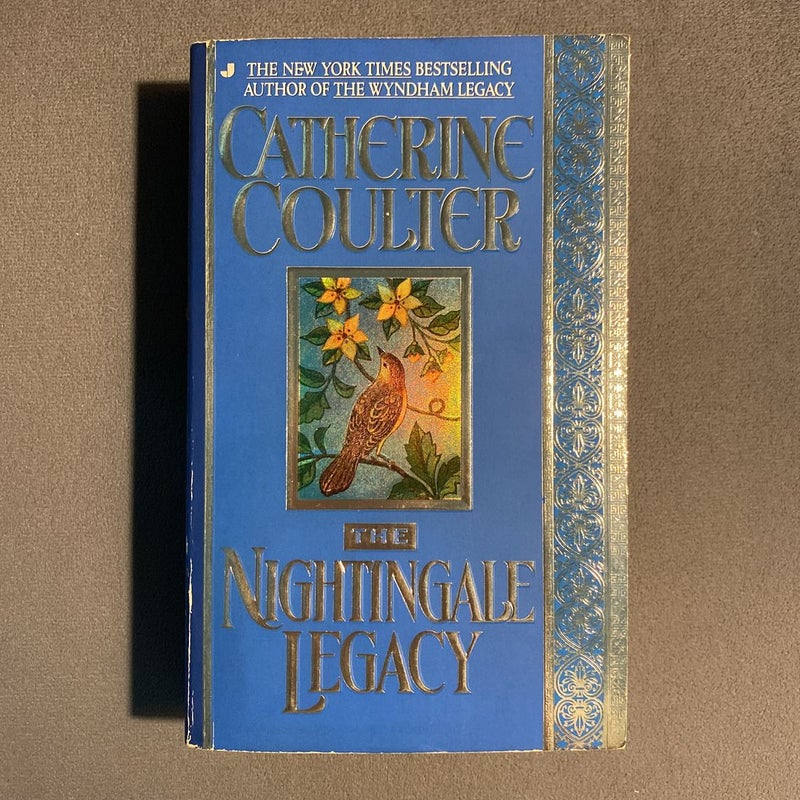 J THE NEW YORK TIMES BESTSELLING
AUTHOR OF THE WYNDHAM LEGACY
CATHERINE
COULTER
THE
NIGHTINGALE
LEGACY